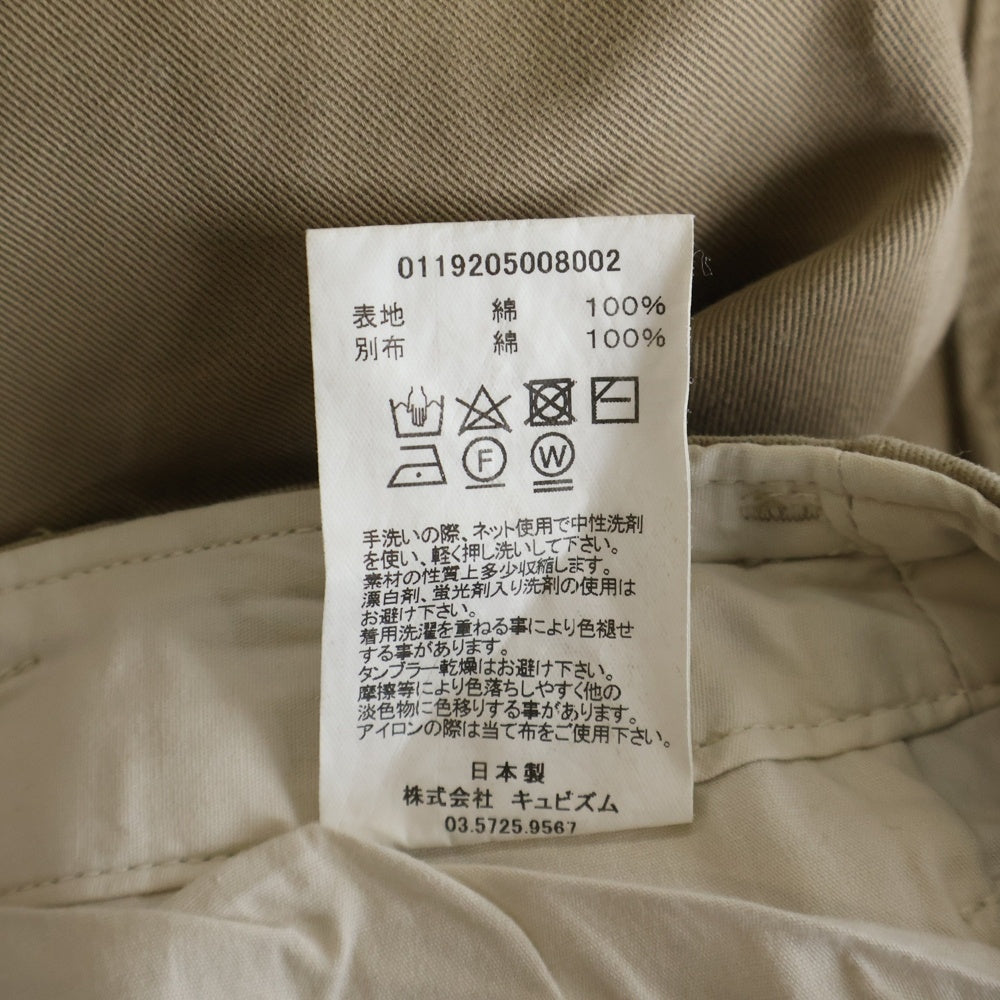 0119205008002
表地 綿 100%
別布 綿 100%
F W
手洗いの際、ネット使用で中性洗剤
を使い、軽く押し洗いして下さい。
素材の性質上多少収縮します。
漂白剤、蛍光剤入り洗剤の使用は
お避け下さい。
着用洗濯を重ねる事により色褪せ
する事があります。
タンブラー乾燥はお避け下さい。
摩擦等により色落ちしやすく他の
淡色物に色移りする事があります。
アイロンの際は当て布をご使用下さい。
日本製
株式会社 キュビズム
03.5725.9567